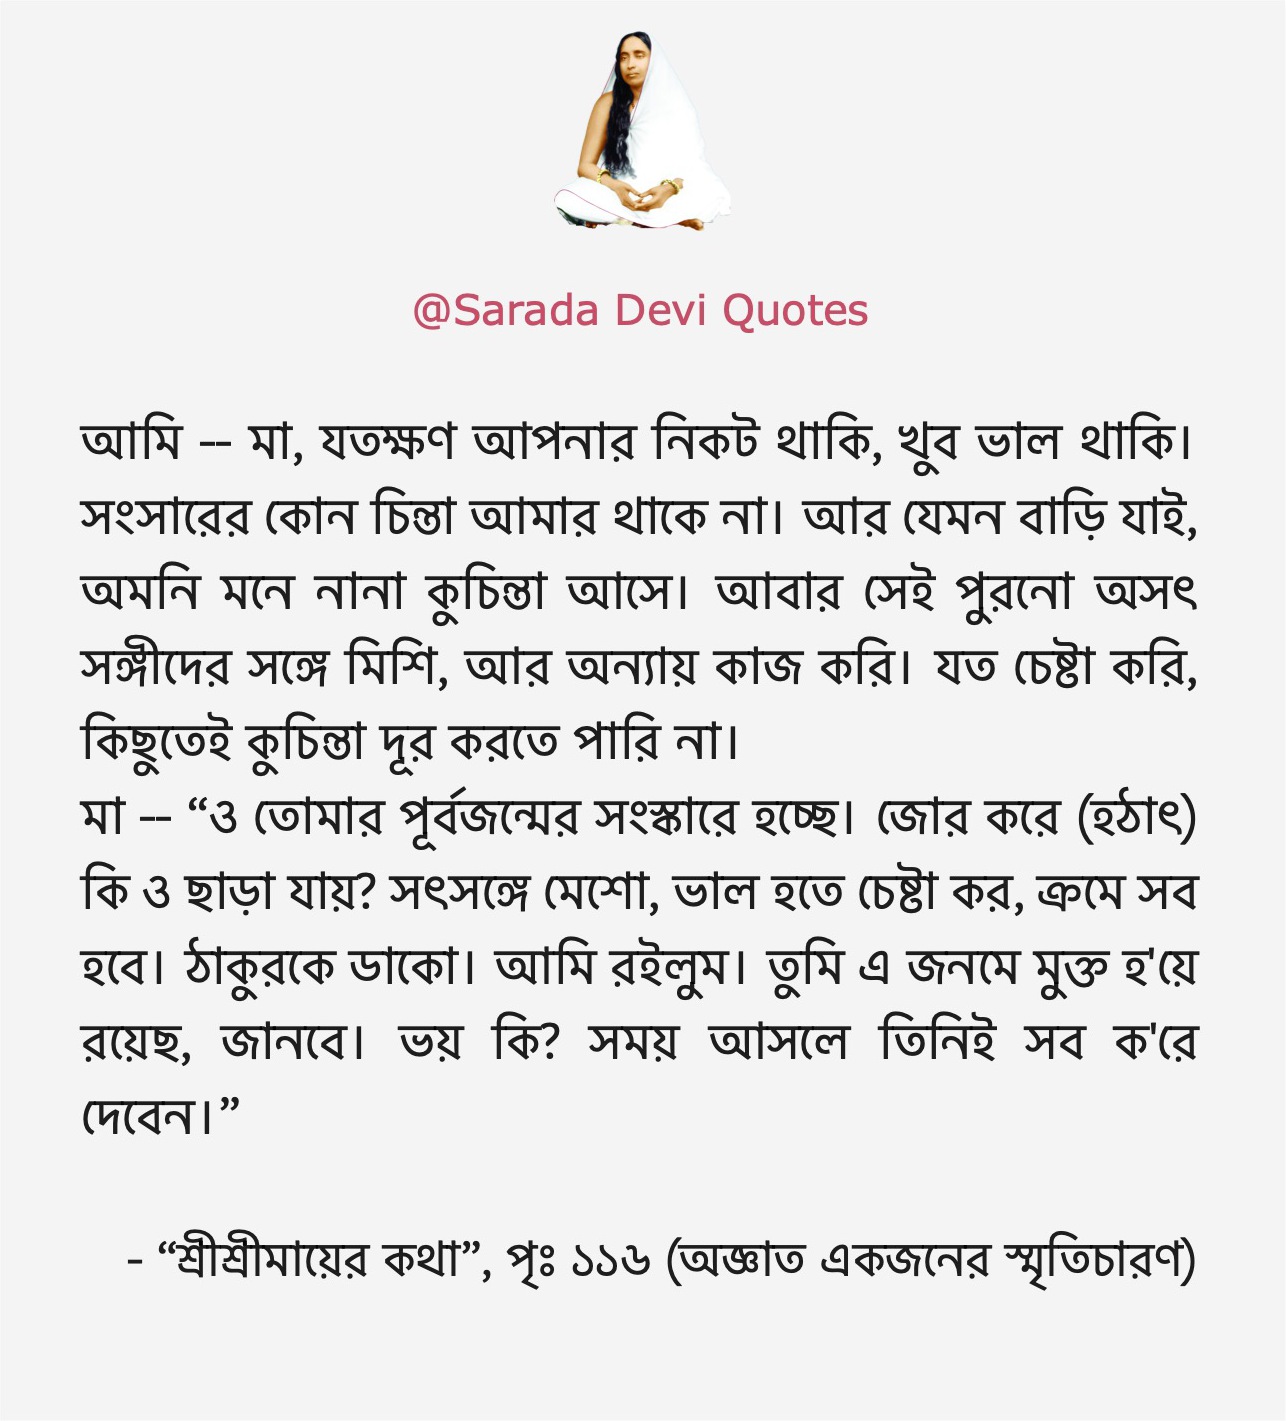 @Sarada Devi Quotes
আমি -- মা, যতক্ষণ আপনার নিকট থাকি, খুব ভাল থাকি।
সংসারের কোন চিন্তা আমার থাকে না। আর যেমন বাড়ি যাই,
অমনি মনে নানা কুচিন্তা আসে। আবার সেই পুরনো অসৎ
সঙ্গীদের সঙ্গে মিশি, আর অন্যায় কাজ করি। যত চেষ্টা করি,
কিছুতেই কুচিন্তা দূর করতে পারি না।
মা -- “ও তোমার পূর্বজন্মের সংস্কারে হচ্ছে। জোর করে (হঠাৎ)
কি ও ছাড়া যায়? সৎসঙ্গে মেশো, ভাল হতে চেষ্টা কর, ক্রমে সব
হবে। ঠাকুরকে ডাকো। আমি রইলুম। তুমি এ জনমে মুক্ত হ'য়ে
রয়েছ, জানবে। ভয় কি? সময় আসলে তিনিই সব ক'রে
দেবেন।”
- “শ্রীশ্রীমায়ের কথা”, পৃঃ ১১৬ (অজ্ঞাত একজনের স্মৃতিচারণ)